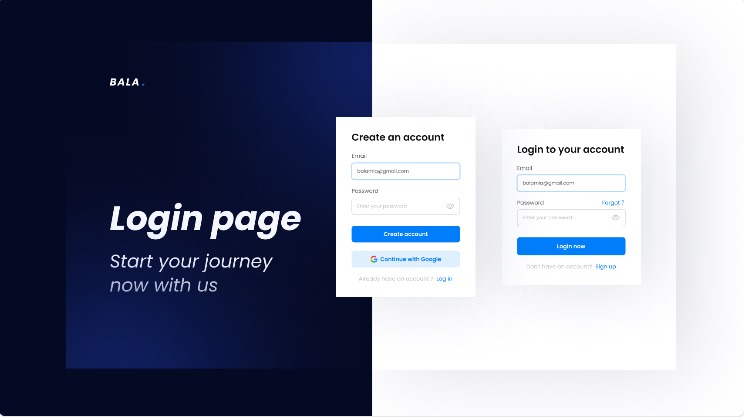 BALA.
Login page
Start your journey
now with us
Create an account
Email
balamia@gmail.com
Password
Enter your password
Create account
Continue with Google
Already have an account ? Log in
Login to your account
Email
balamia@gmail.com
Password Forgot ?
Enter your password
Login now
Don't have an account? Sign up